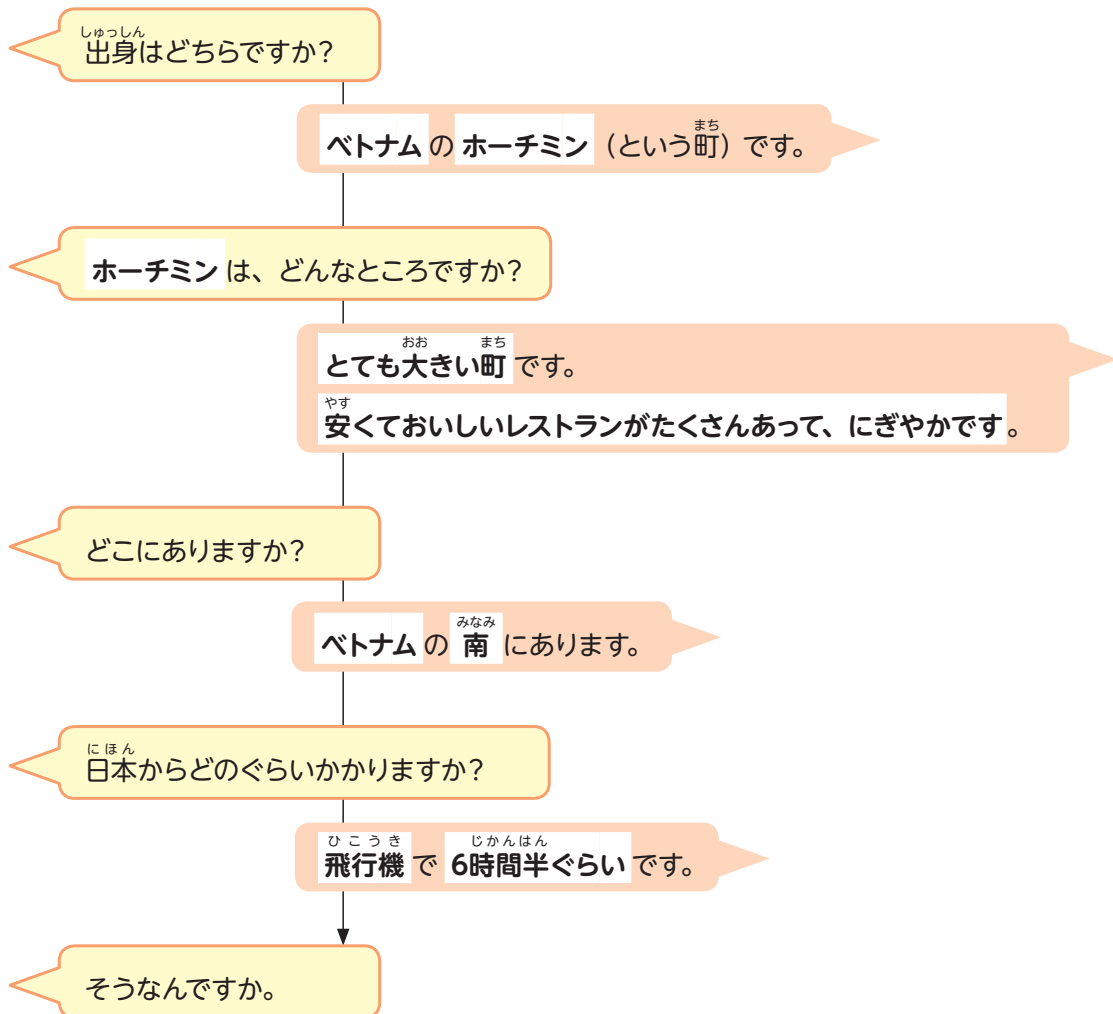 しゅっしん
出身はどちらですか？
まち
ベトナム の ホーチミン （という町）です。
ホーチミン は、どんなところですか？
おお まち
とても大きい町 です。
やす
安くておいしいレストランがたくさんあって、にぎやかです 。
どこにありますか？
みなみ
ベトナム の 南 にあります。
にほん
日本からどのぐらいかかりますか？
ひこうき じかんはん
飛行機 で 6時間半ぐらい です。
そうなんですか。